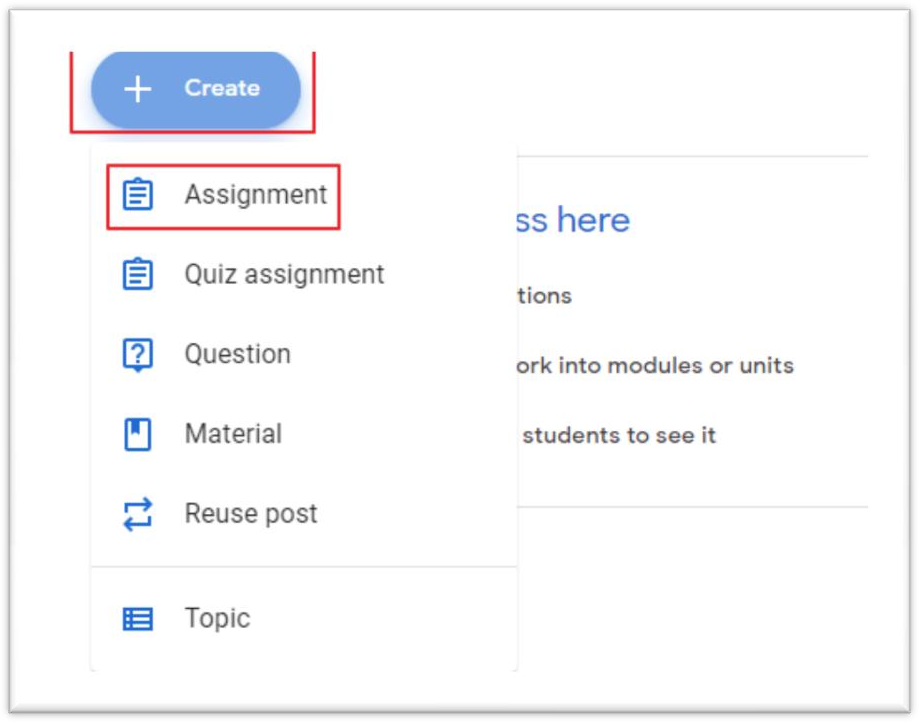 Create
Assignment
ss here
Quiz assignment
tions
Question
ork into modules or units
Material
students to see it
Reuse post
Topic